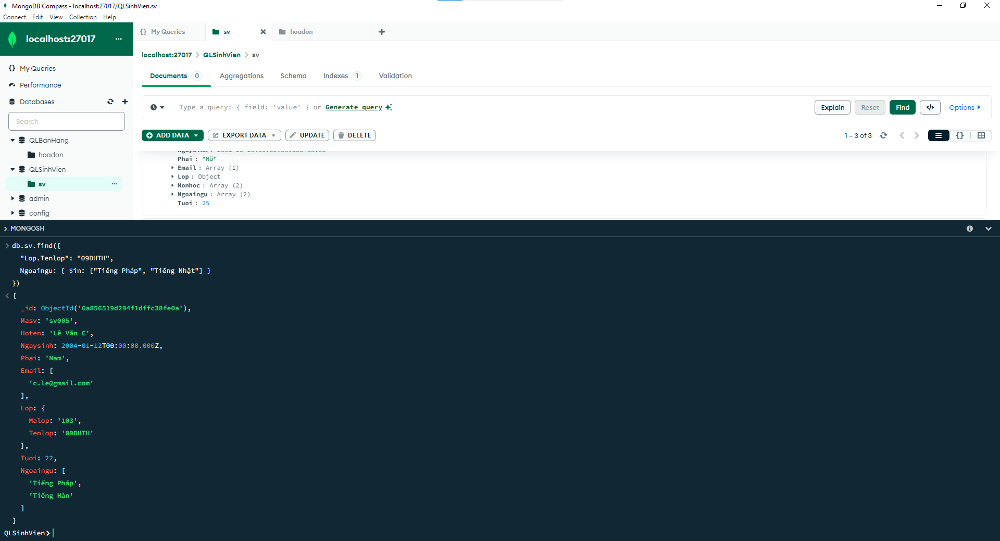 MongoDB Compass - localhost:27017/QLSinhVien.sv
Connect Edit View Collection Help
localhost:27017 ...
{} My Queries
sv
hoadon
localhost:27017 > QLSinhVien > sv
{} My Queries
Performance
Databases
Search
QLBanHang
hoadon
QLSinhVien
sv ...
admin
config
Documents 0 Aggregations Schema Indexes 1 Validation
Type a query: { field: 'value' } or Generate query
Explain Reset Find </> Options
ADD DATA EXPORT DATA UPDATE DELETE
1 – 3 of 3 {}
Phai : "Nữ"
Email : Array (1)
Lop : Object
Monhoc : Array (2)
Ngoaingu : Array (2)
Tuoi : 25
>_MONGOSH
> db.sv.find({
"Lop.Tenlop": "09DHTH",
Ngoaingu: { $in: ["Tiếng Pháp", "Tiếng Nhật"] }
})
< {
_id: ObjectId('6a856519d294f1dffc38fe0a'),
Masv: 'sv005',
Hoten: 'Lê Văn C',
Ngaysinh: 2004-01-12T00:00:00.000Z,
Phai: 'Nam',
Email: [
'c.le@gmail.com'
],
Lop: {
Malop: '103',
Tenlop: '09DHTH'
},
Tuoi: 22,
Ngoaingu: [
'Tiếng Pháp',
'Tiếng Hàn'
]
}
QLSinhVien>